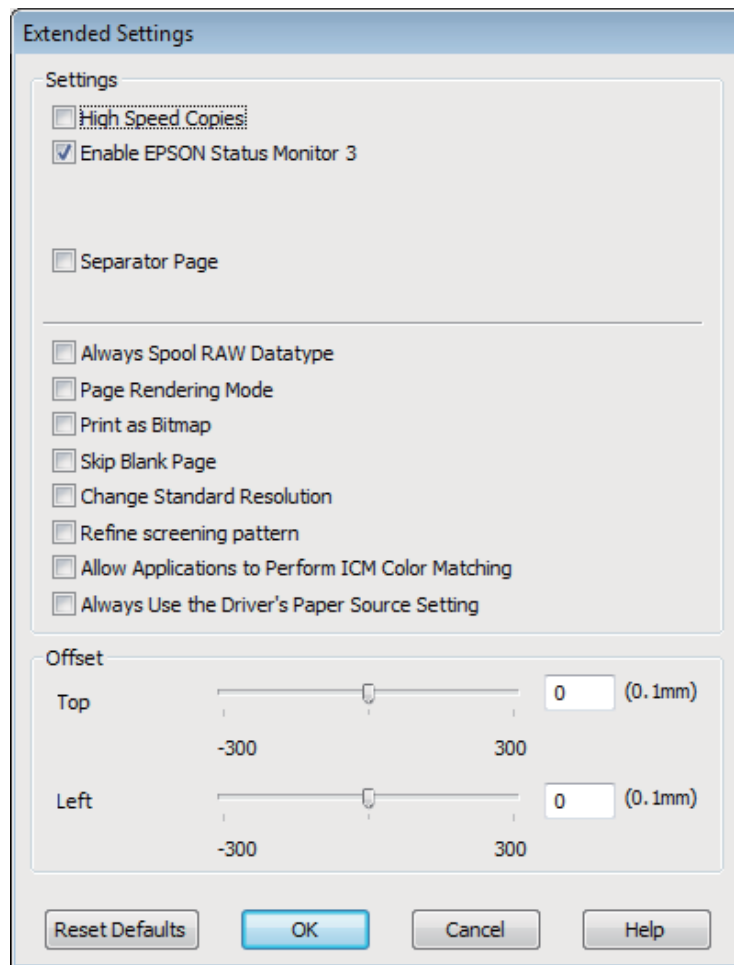 Extended Settings
Settings
High Speed Copies
Enable EPSON Status Monitor 3
Separator Page
Always Spool RAW Datatype
Page Rendering Mode
Print as Bitmap
Skip Blank Page
Change Standard Resolution
Refine screening pattern
Allow Applications to Perform ICM Color Matching
Always Use the Driver's Paper Source Setting
Offset
Top 0 (0.1mm)
-300 300
Left 0 (0.1mm)
-300 300
Reset Defaults OK Cancel Help